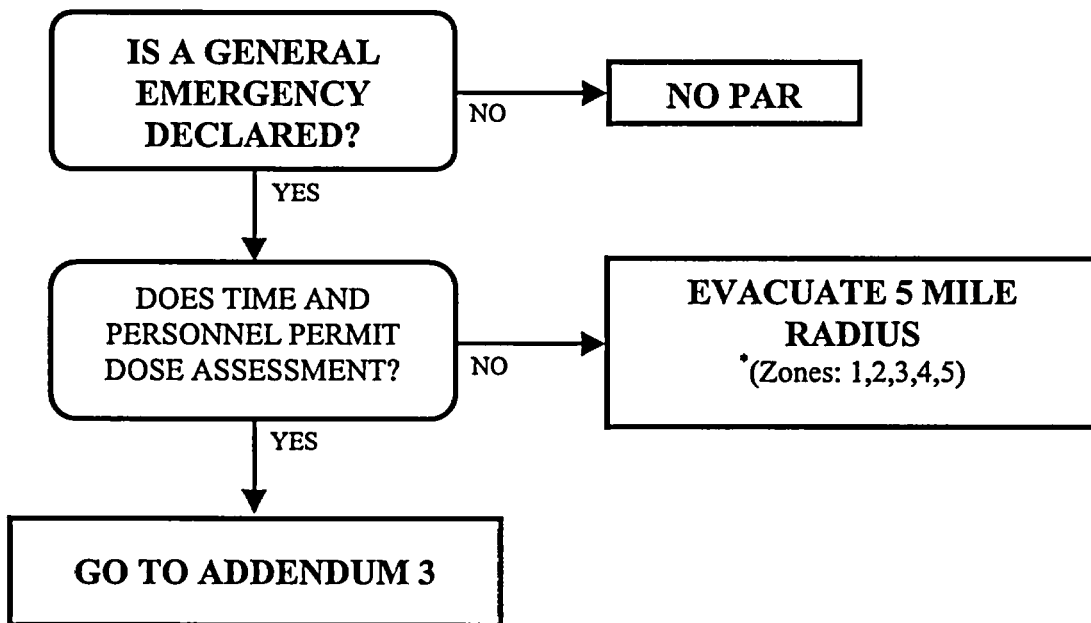 IS A GENERAL
EMERGENCY
DECLARED?
NO
NO PAR
YES
DOES TIME AND
PERSONNEL PERMIT
DOSE ASSESSMENT?
NO
EVACUATE 5 MILE
RADIUS
*(Zones: 1,2,3,4,5)
YES
GO TO ADDENDUM 3